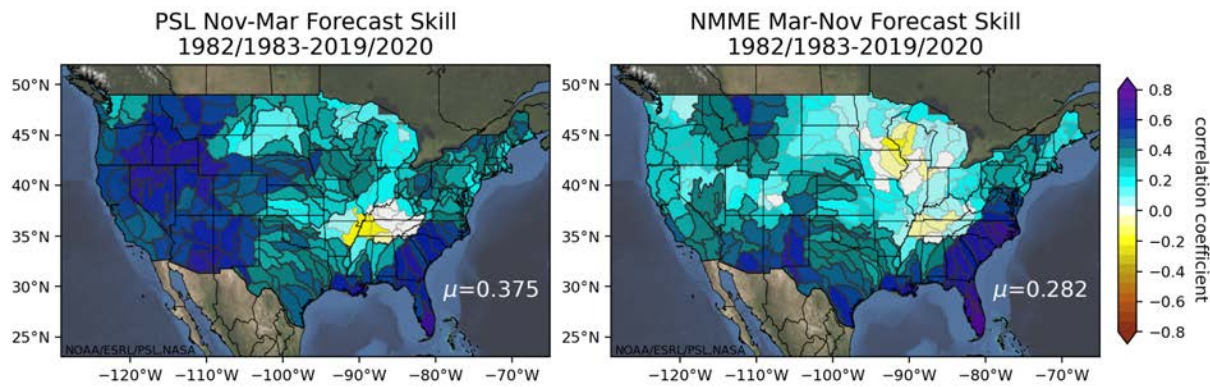 PSL Nov-Mar Forecast Skill
1982/1983-2019/2020
NMME Mar-Nov Forecast Skill
1982/1983-2019/2020
50°N
45°N
40°N
35°N
30°N
25°N
μ=0.375
NOAA/ESRL/PSL,NASA
−120°W
−110°W
−100°W
−90°W
−80°W
−70°W
50°N
45°N
40°N
35°N
30°N
25°N
μ=0.282
NOAA/ESRL/PSL,NASA
−120°W
−110°W
−100°W
−90°W
−80°W
−70°W
0.8
0.6
0.4
0.2
0.0
−0.2
−0.4
−0.6
−0.8
correlation coefficient